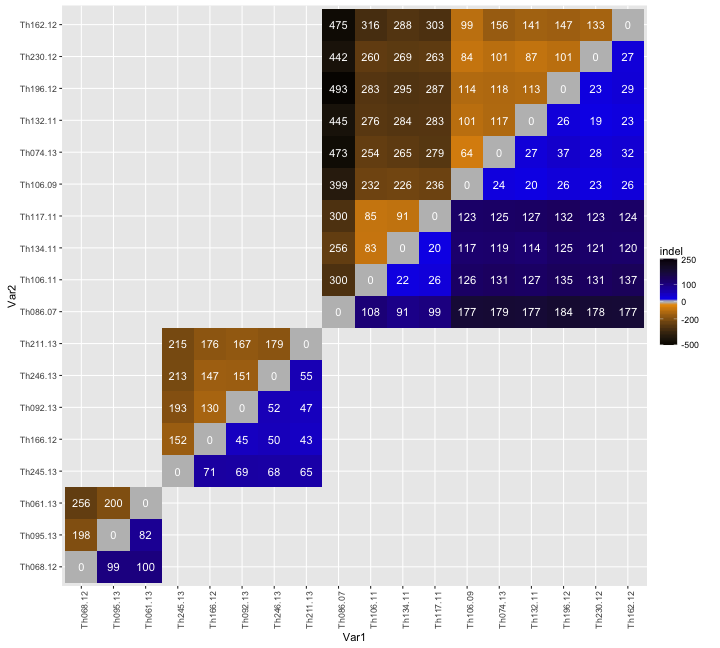 Th162.12 475 316 288 303 99 156 141 147 133 0
Th230.12 442 260 269 263 84 101 87 101 0 27
Th196.12 493 283 295 287 114 118 113 0 23 29
Th132.11 445 276 284 283 101 117 0 26 19 23
Th074.13 473 254 265 279 64 0 27 37 28 32
Th106.09 399 232 226 236 0 24 20 26 23 26
Th117.11 300 85 91 0 123 125 127 132 123 124
Th134.11 256 83 0 20 117 119 114 125 121 120
Th106.11 300 0 22 26 126 131 127 135 131 137
Th086.07 0 108 91 99 177 179 177 184 178 177
Th211.13 215 176 167 179 0
Th246.13 213 147 151 0 55
Th092.13 193 130 0 52 47
Th166.12 152 0 45 50 43
Th245.13 0 71 69 68 65
Th061.13 256 200 0
Th095.13 198 0 82
Th068.12 0 99 100
Var2
Th068.12 Th095.13 Th061.13 Th245.13 Th166.12 Th092.13 Th246.13 Th211.13 Th086.07 Th106.11 Th134.11 Th117.11 Th106.09 Th074.13 Th132.11 Th196.12 Th230.12 Th162.12
Var1
indel
250
100
0
-200
-500